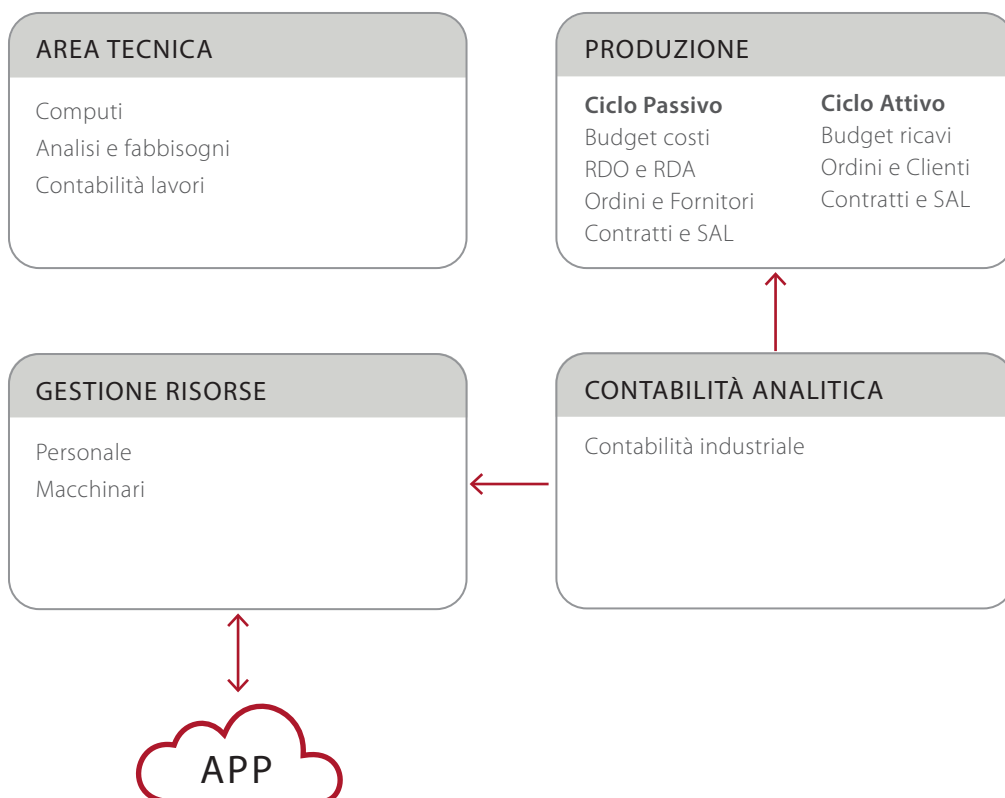 AREA TECNICA
Computi
Analisi e fabbisogni
Contabilità lavori
PRODUZIONE
Ciclo Passivo
Budget costi
RDO e RDA
Ordini e Fornitori
Contratti e SAL
Ciclo Attivo
Budget ricavi
Ordini e Clienti
Contratti e SAL
GESTIONE RISORSE
Personale
Macchinari
CONTABILITÀ ANALITICA
Contabilità industriale
APP